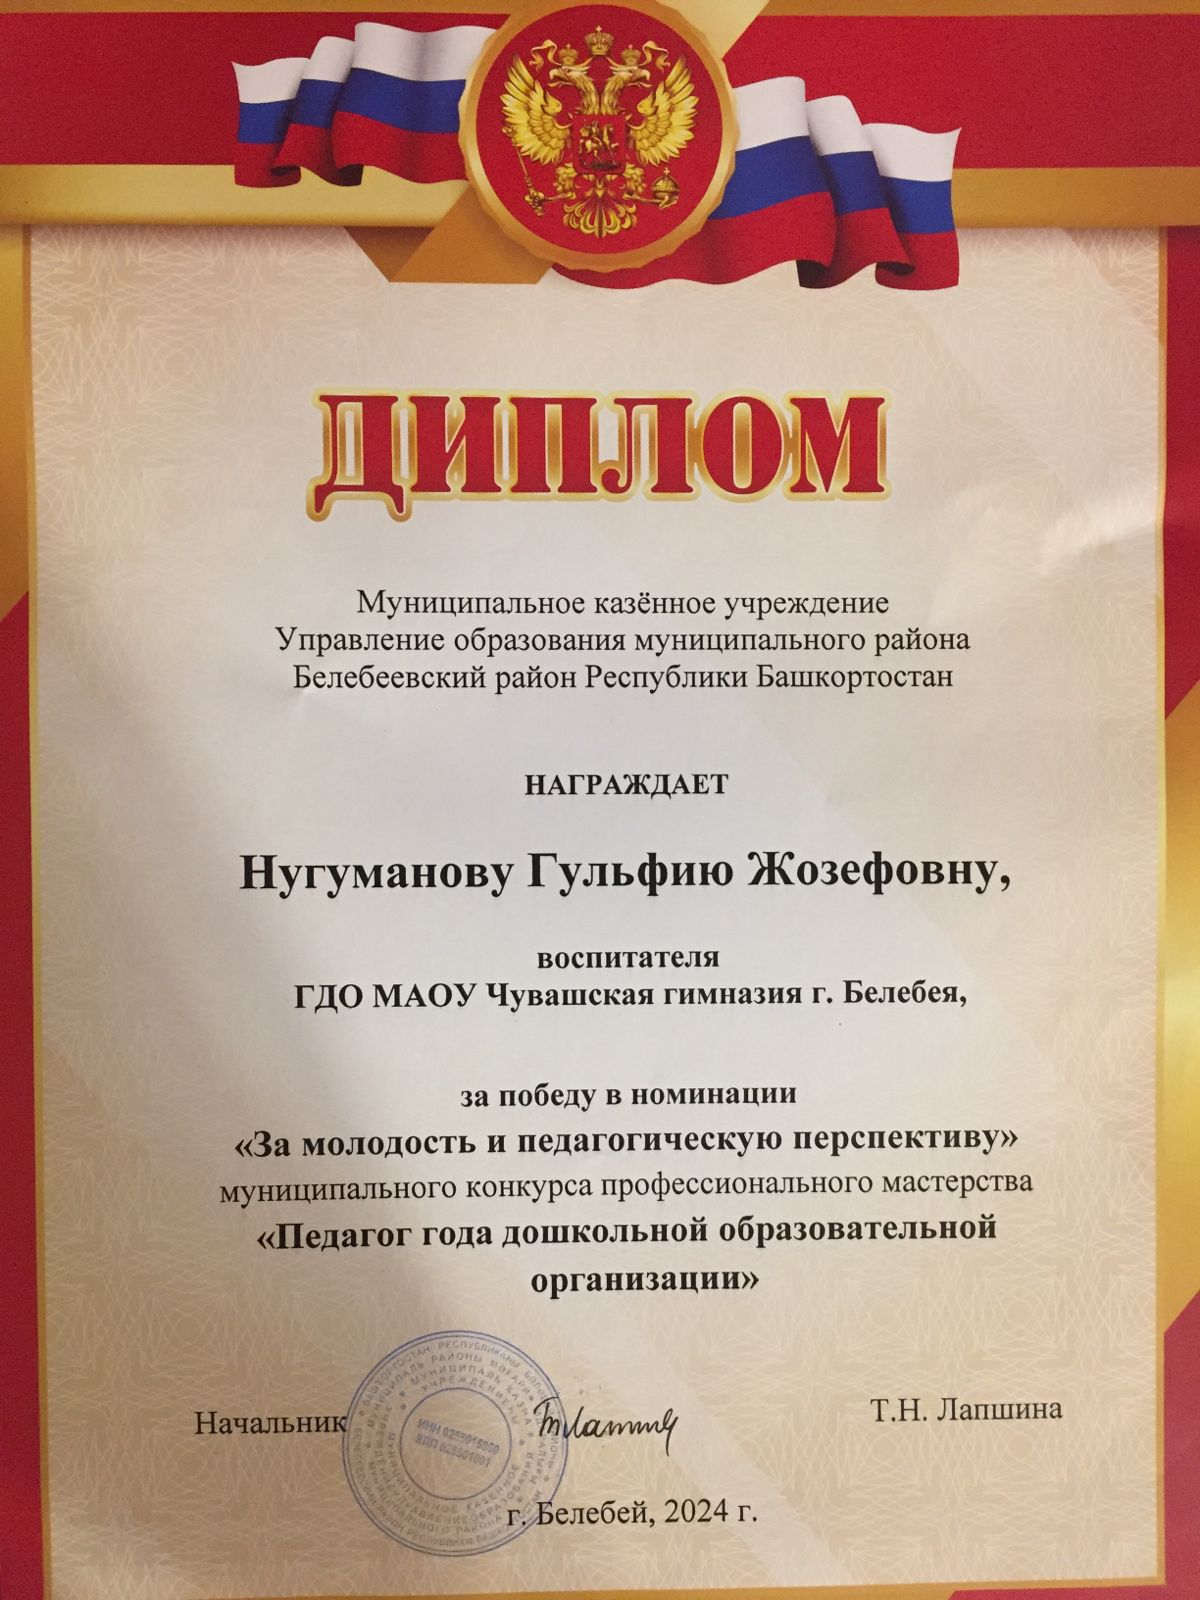 ДИПЛОМ
Муниципальное казённое учреждение
Управление образования муниципального района
Белебеевский район Республики Башкортостан
НАГРАЖДАЕТ
Нугуманову Гульфию Жозефовну,
воспитателя
ГДО МАОУ Чувашская гимназия г. Белебея,
за победу в номинации
«За молодость и педагогическую перспективу»
муниципального конкурса профессионального мастерства
«Педагог года дошкольной образовательной
организации»
Начальник
Т.Н. Лапшина
г. Белебей, 2024 г.